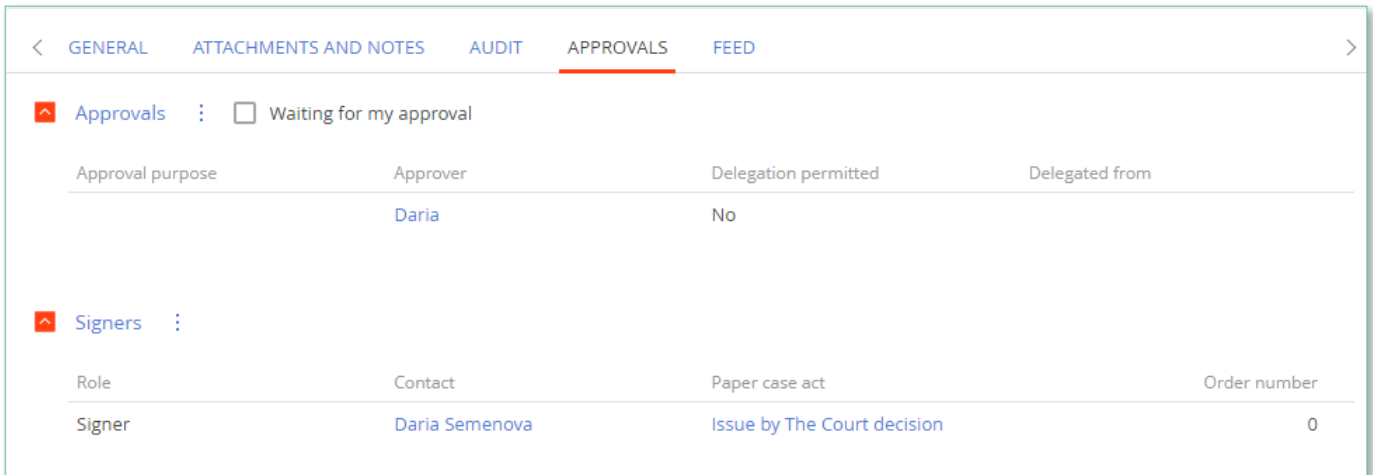 GENERAL ATTACHMENTS AND NOTES AUDIT APPROVALS FEED
Approvals Waiting for my approval
Approval purpose Approver Delegation permitted Delegated from
Daria No
Signers
Role Contact Paper case act Order number
Signer Daria Semenova Issue by The Court decision 0